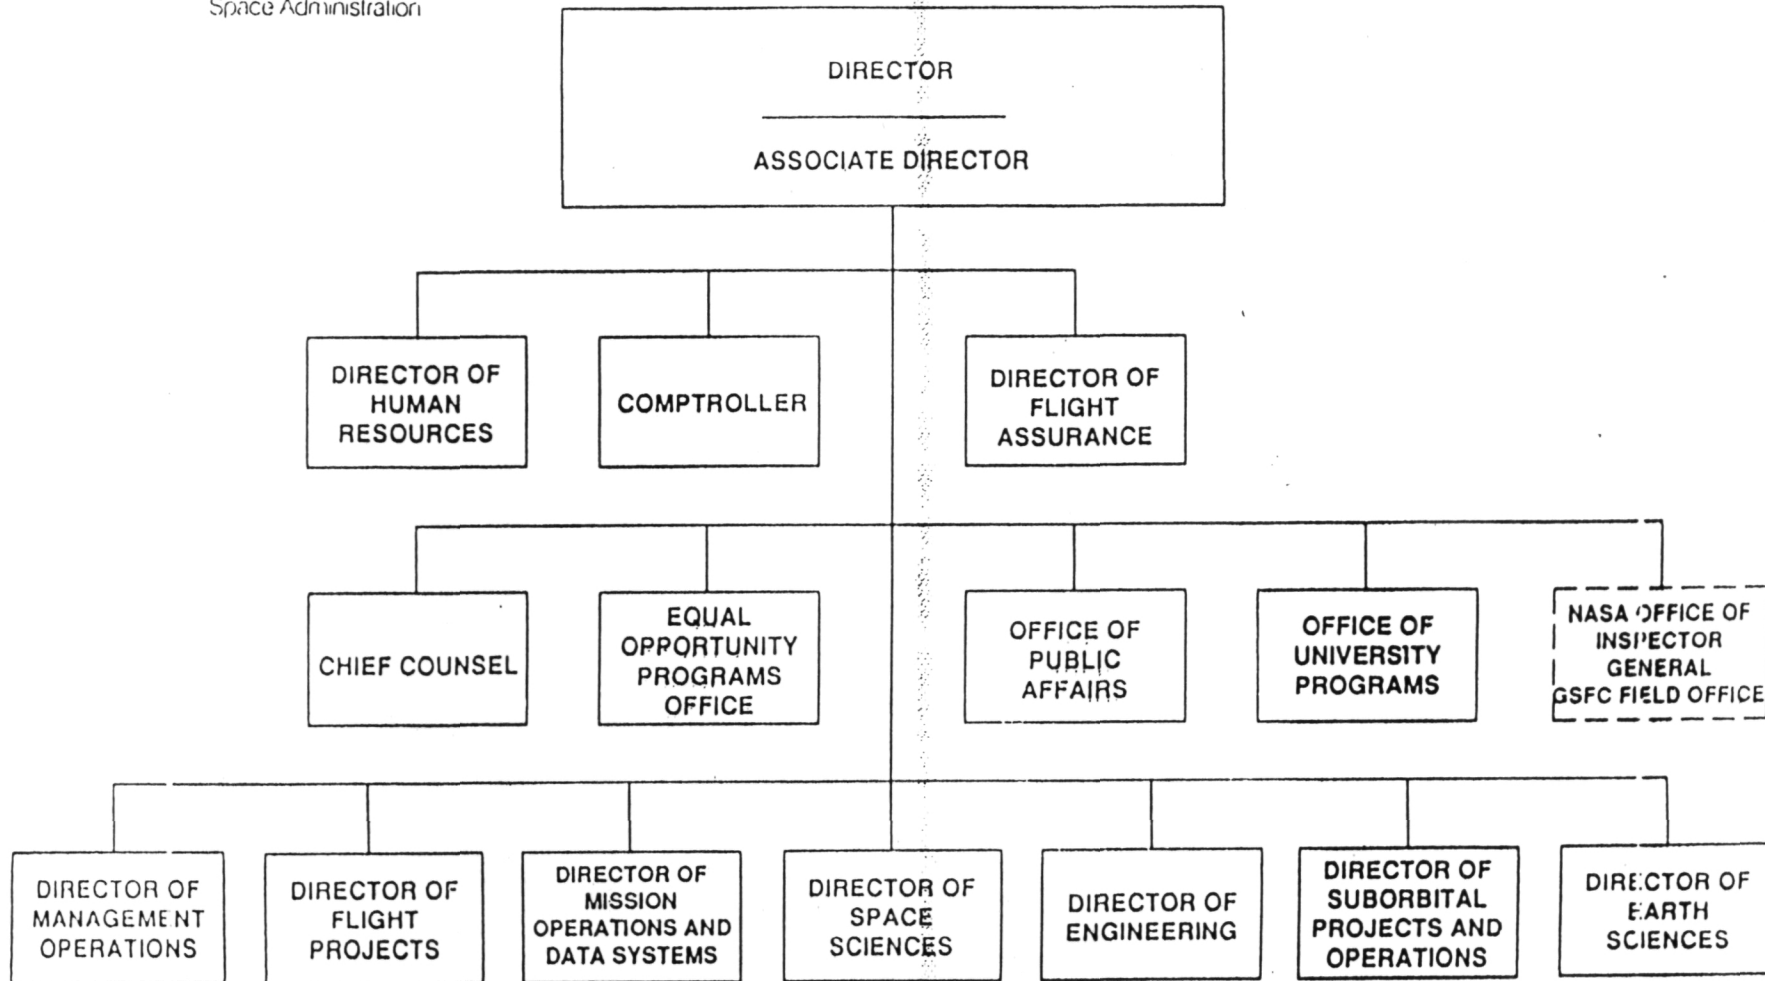 Space Administration
DIRECTOR
ASSOCIATE DIRECTOR
DIRECTOR OF
HUMAN
RESOURCES
COMPTROLLER
DIRECTOR OF
FLIGHT
ASSURANCE
CHIEF COUNSEL
EQUAL
OPPORTUNITY
PROGRAMS
OFFICE
OFFICE OF
PUBLIC
AFFAIRS
OFFICE OF
UNIVERSITY
PROGRAMS
NASA OFFICE OF
INSPECTOR
GENERAL
GSFC FIELD OFFICE
DIRECTOR OF
MANAGEMENT
OPERATIONS
DIRECTOR OF
FLIGHT
PROJECTS
DIRECTOR OF
MISSION
OPERATIONS AND
DATA SYSTEMS
DIRECTOR OF
SPACE
SCIENCES
DIRECTOR OF
ENGINEERING
DIRECTOR OF
SUBORBITAL
PROJECTS AND
OPERATIONS
DIRECTOR OF
EARTH
SCIENCES